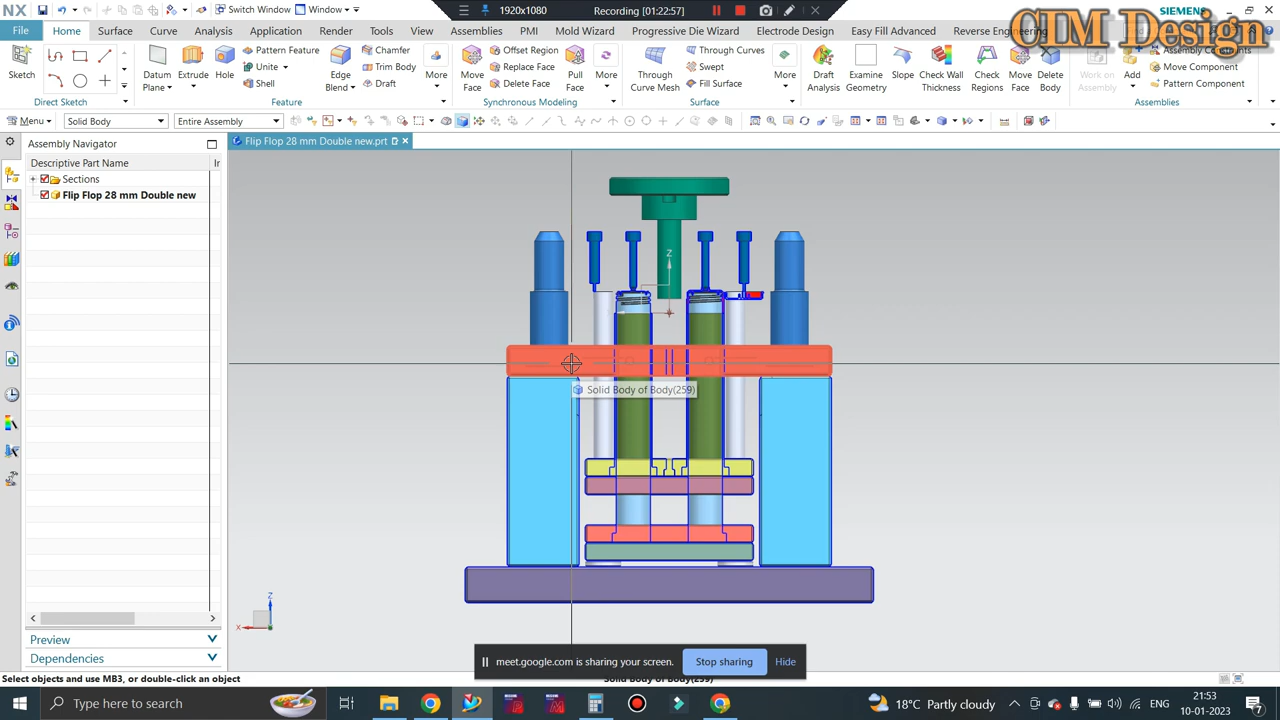 NX
Switch Window
Window
1920x1080
Recording [01:22:57]
SIEMENS
CIM Design
File
Home
Surface
Curve
Analysis
Application
Render
Tools
View
Assemblies
PMI
Mold Wizard
Progressive Die Wizard
Electrode Design
Easy Fill Advanced
Reverse Engineering
Sketch
Direct Sketch
Datum Plane
Extrude
Hole
Pattern Feature
Unite
Shell
Edge Blend
Chamfer
Trim Body
Draft
More
Feature
Move Face
Offset Region
Replace Face
Delete Face
Pull Face
More
Synchronous Modeling
Through Curve Mesh
Through Curves
Swept
Fill Surface
More
Surface
Draft Analysis
Examine Geometry
Slope
Check Wall Thickness
Check Regions
Move Face
Delete Body
Work on Assembly
Add
Assembly Constraints
Move Component
Pattern Component
Assemblies
Menu
Solid Body
Entire Assembly
Assembly Navigator
Flip Flop 28 mm Double new.prt
Descriptive Part Name
Sections
Flip Flop 28 mm Double new
Z
Solid Body of Body(259)
Z
X
Preview
Dependencies
meet.google.com is sharing your screen.
Stop sharing
Hide
Select objects and use MB3, or double-click an object
Solid Body of Body(259)
Type here to search
18°C Partly cloudy
ENG
21:53
10-01-2023
7